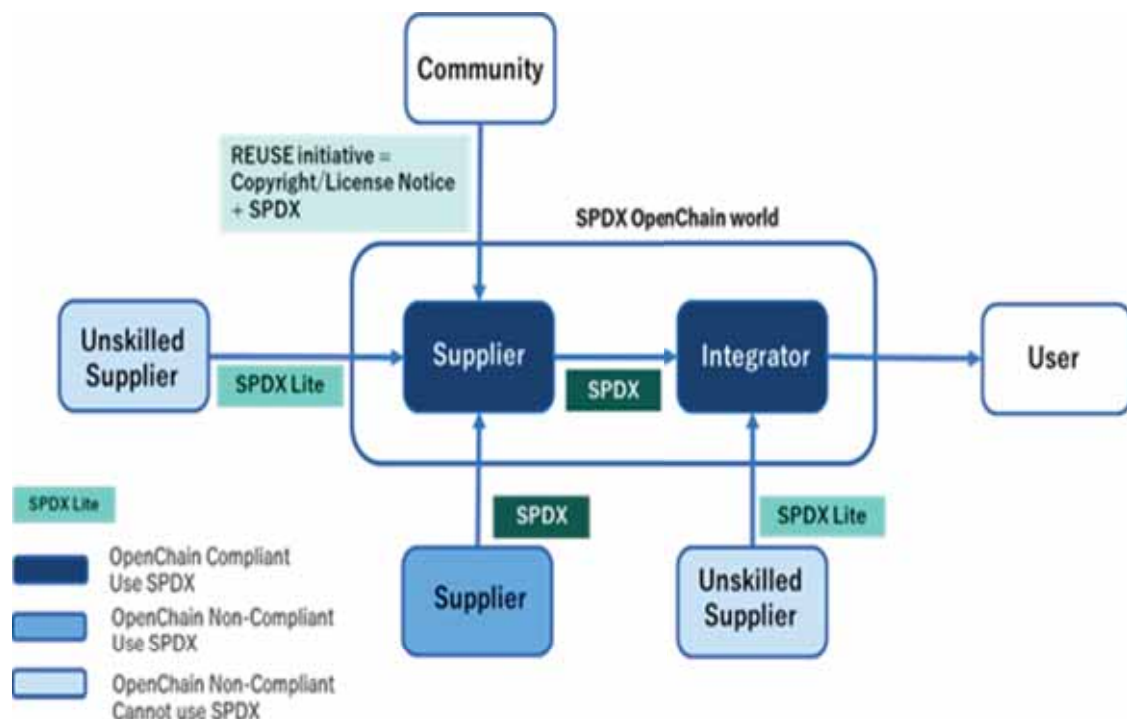 Community
REUSE initiative =
Copyright/License Notice
+ SPDX
SPDX OpenChain world
Unskilled
Supplier
SPDX Lite
Supplier
SPDX
Integrator
User
SPDX Lite
SPDX
SPDX Lite
OpenChain Compliant
Use SPDX
OpenChain Non-Compliant
Use SPDX
OpenChain Non-Compliant
Cannot use SPDX
Supplier
Unskilled
Supplier